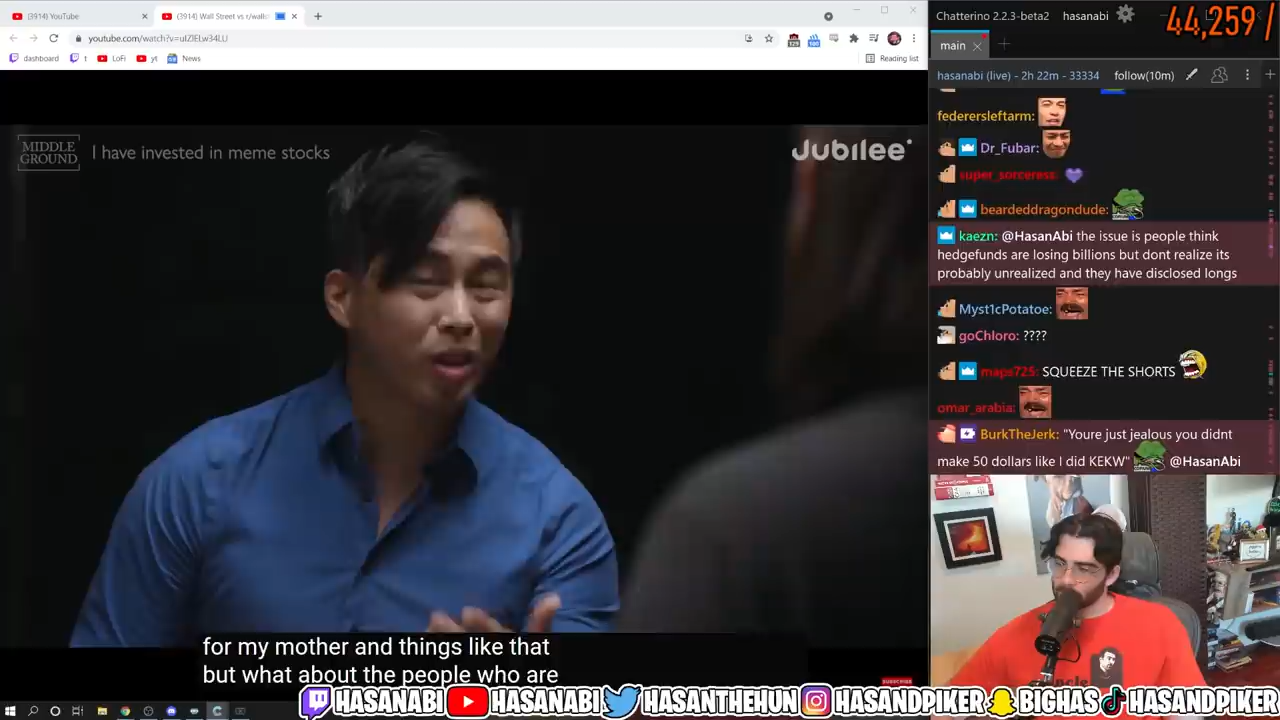 (3914) YouTube
(3914) Wall Street vs r/walls
youtube.com/watch?v=uIZlELw34LU
dashboard
t
LoFi
yt
News
Reading list
MIDDLE
GROUND
I have invested in meme stocks
Jubilee
for my mother and things like that
but what about the people who are
SUBSCRIBE
Chatterino 2.2.3-beta2
hasanabi
44,259 /
main
hasanabi (live) - 2h 22m - 33334
follow(10m)
federersleftarm:
Dr_Fubar:
super_sorceress:
beardeddragondude:
kaezn: @HasanAbi the issue is people think
hedgefunds are losing billions but dont realize its
probably unrealized and they have disclosed longs
Myst1cPotatoe:
goChloro: ????
maps725: SQUEEZE THE SHORTS
omar_arabia:
BurkTheJerk: "Youre just jealous you didnt
make 50 dollars like I did KEKW" @HasanAbi
HASANABI
HASANABI
HASANTHEHUN
HASANDPIKER
BIGHAS
HASANDPIKER